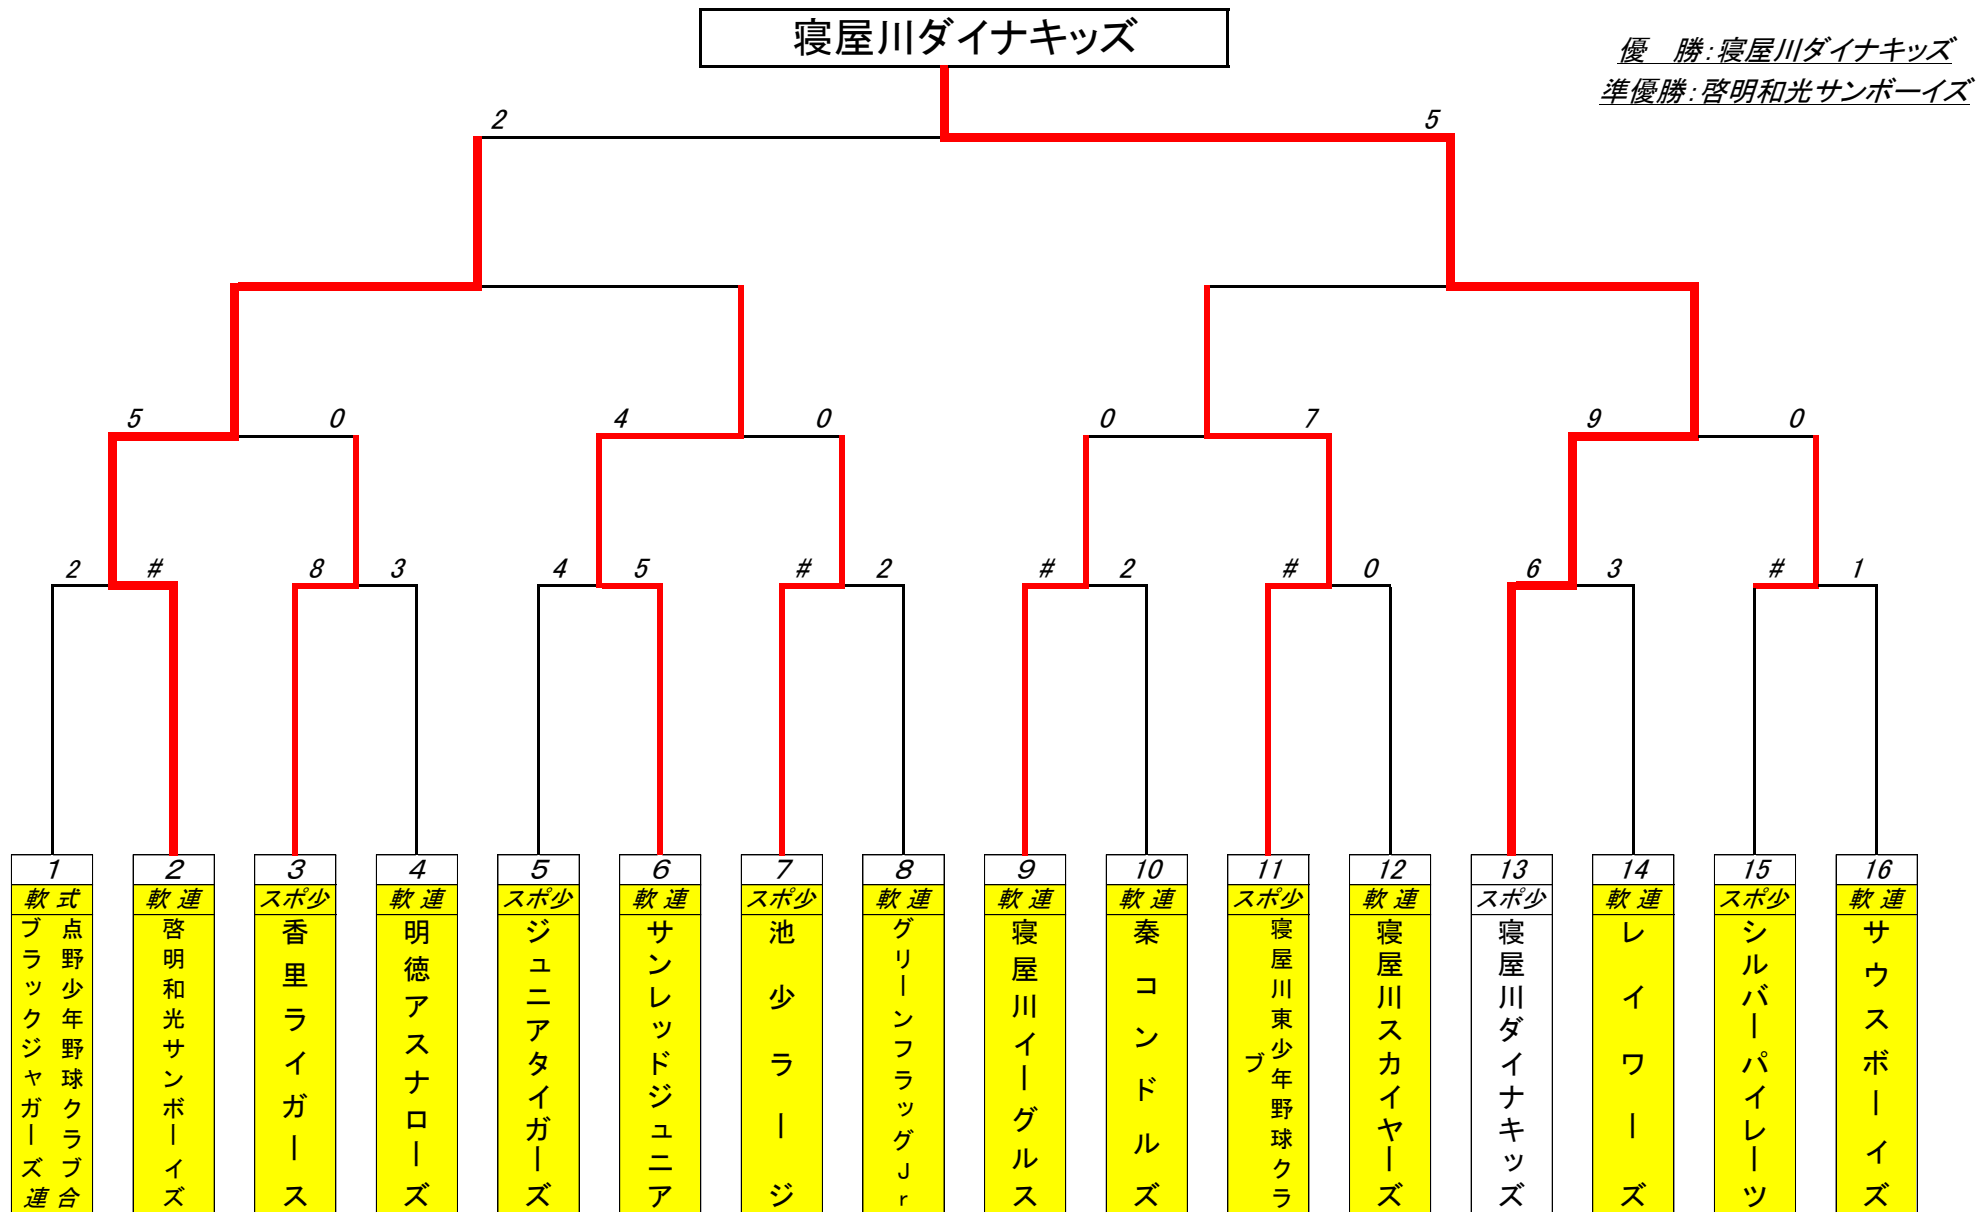 寝屋川ダイナキッズ
優 勝:寝屋川ダイナキッズ
準優勝:啓明和光サンボーイズ
2 5
5 0 4 0 0 7 9 0
2 # 8 3 4 5 # 2 # 2 # 0 6 3 # 1
1 2 3 4 5 6 7 8 9 10 11 12 13 14 15 16
軟式 軟連 スポ少 軟連 スポ少 軟連 スポ少 軟連 軟連 軟連 スポ少 軟連 スポ少 軟連 スポ少 軟連
点野少年野球クラブ合
ブラックジャガーズ連
啓明和光サンボーイズ
香里ライガース
明徳アスナローズ
ジュニアタイガーズ
サンレッドジュニア
池少ラージ
グリーンフラッグJr
寝屋川イーグルス
秦コンドルズ
寝屋川東少年野球クラ
ブ
寝屋川スカイヤーズ
寝屋川ダイナキッズ
レイワーズ
シルバーパイレーツ
サウスボーイズ